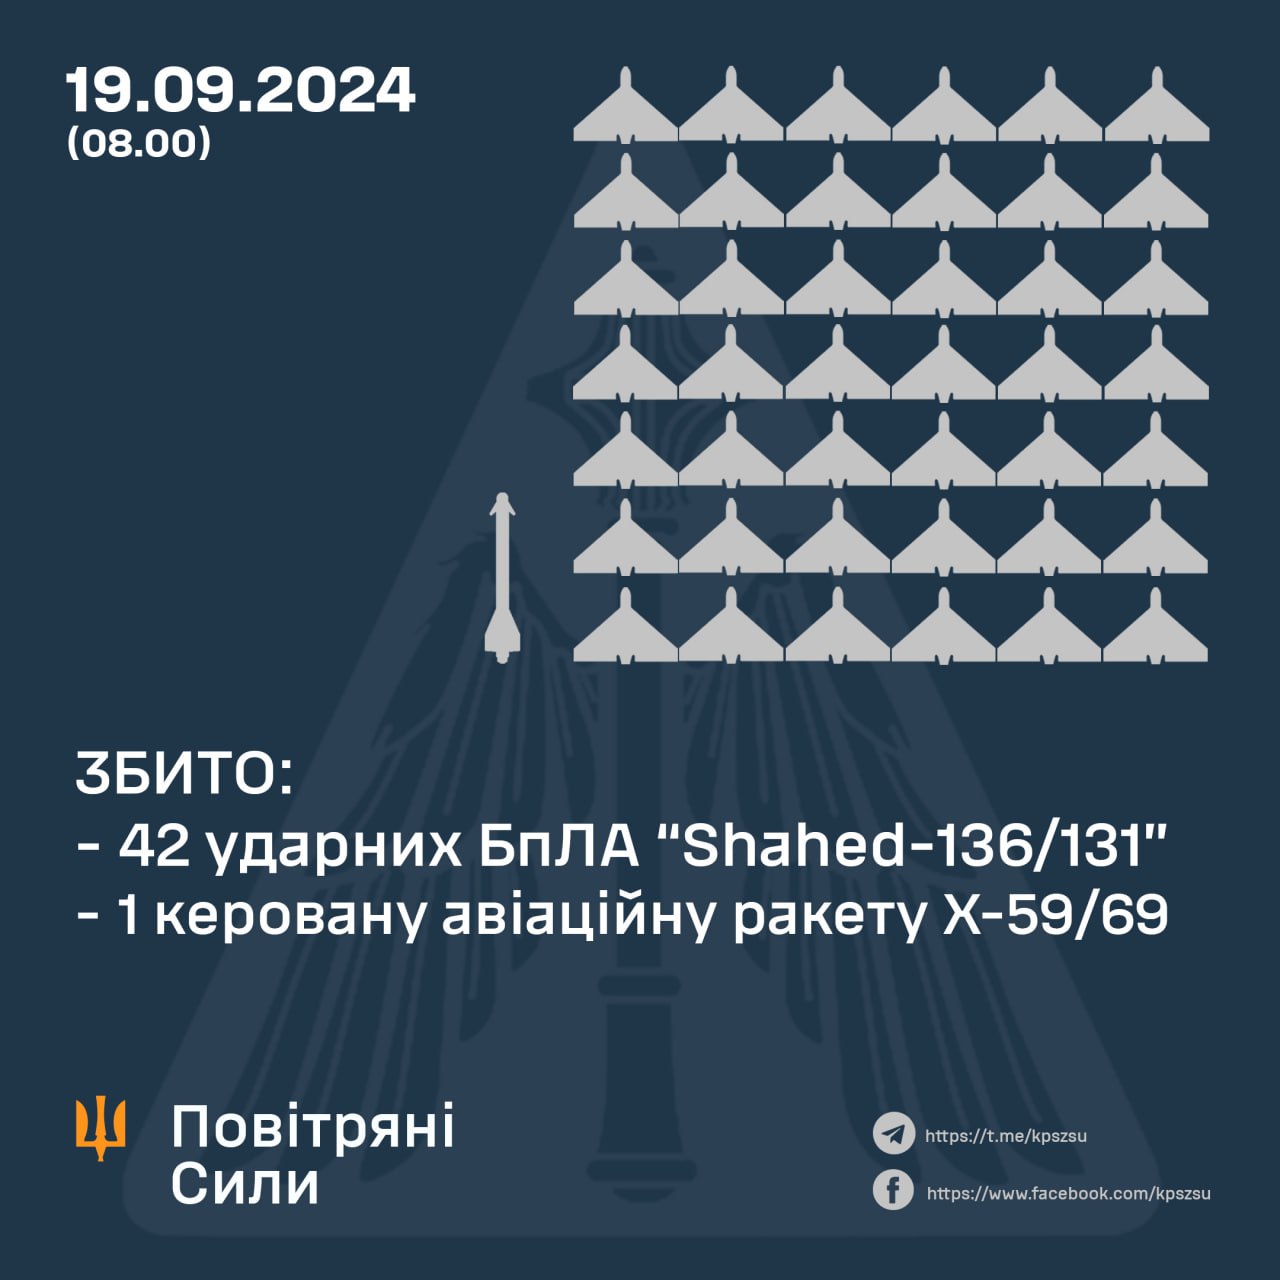 19.09.2024
(08.00)
ЗБИТО:
- 42 ударних БпЛА “Shahed-136/131”
- 1 керовану авіаційну ракету Х-59/69
Повітряні
Сили
https://t.me/kpszsu
https://www.facebook.com/kpszsu